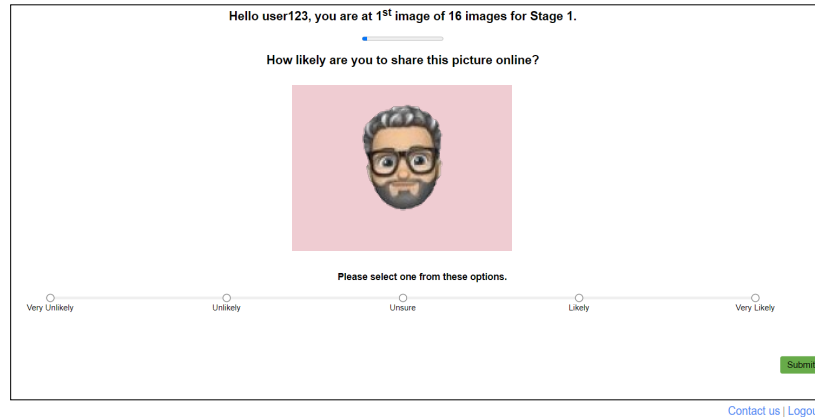 Hello user123, you are at 1st image of 16 images for Stage 1.
How likely are you to share this picture online?
Please select one from these options.
Very Unlikely Unlikely Unsure Likely Very Likely
Submit
Contact us | Logou